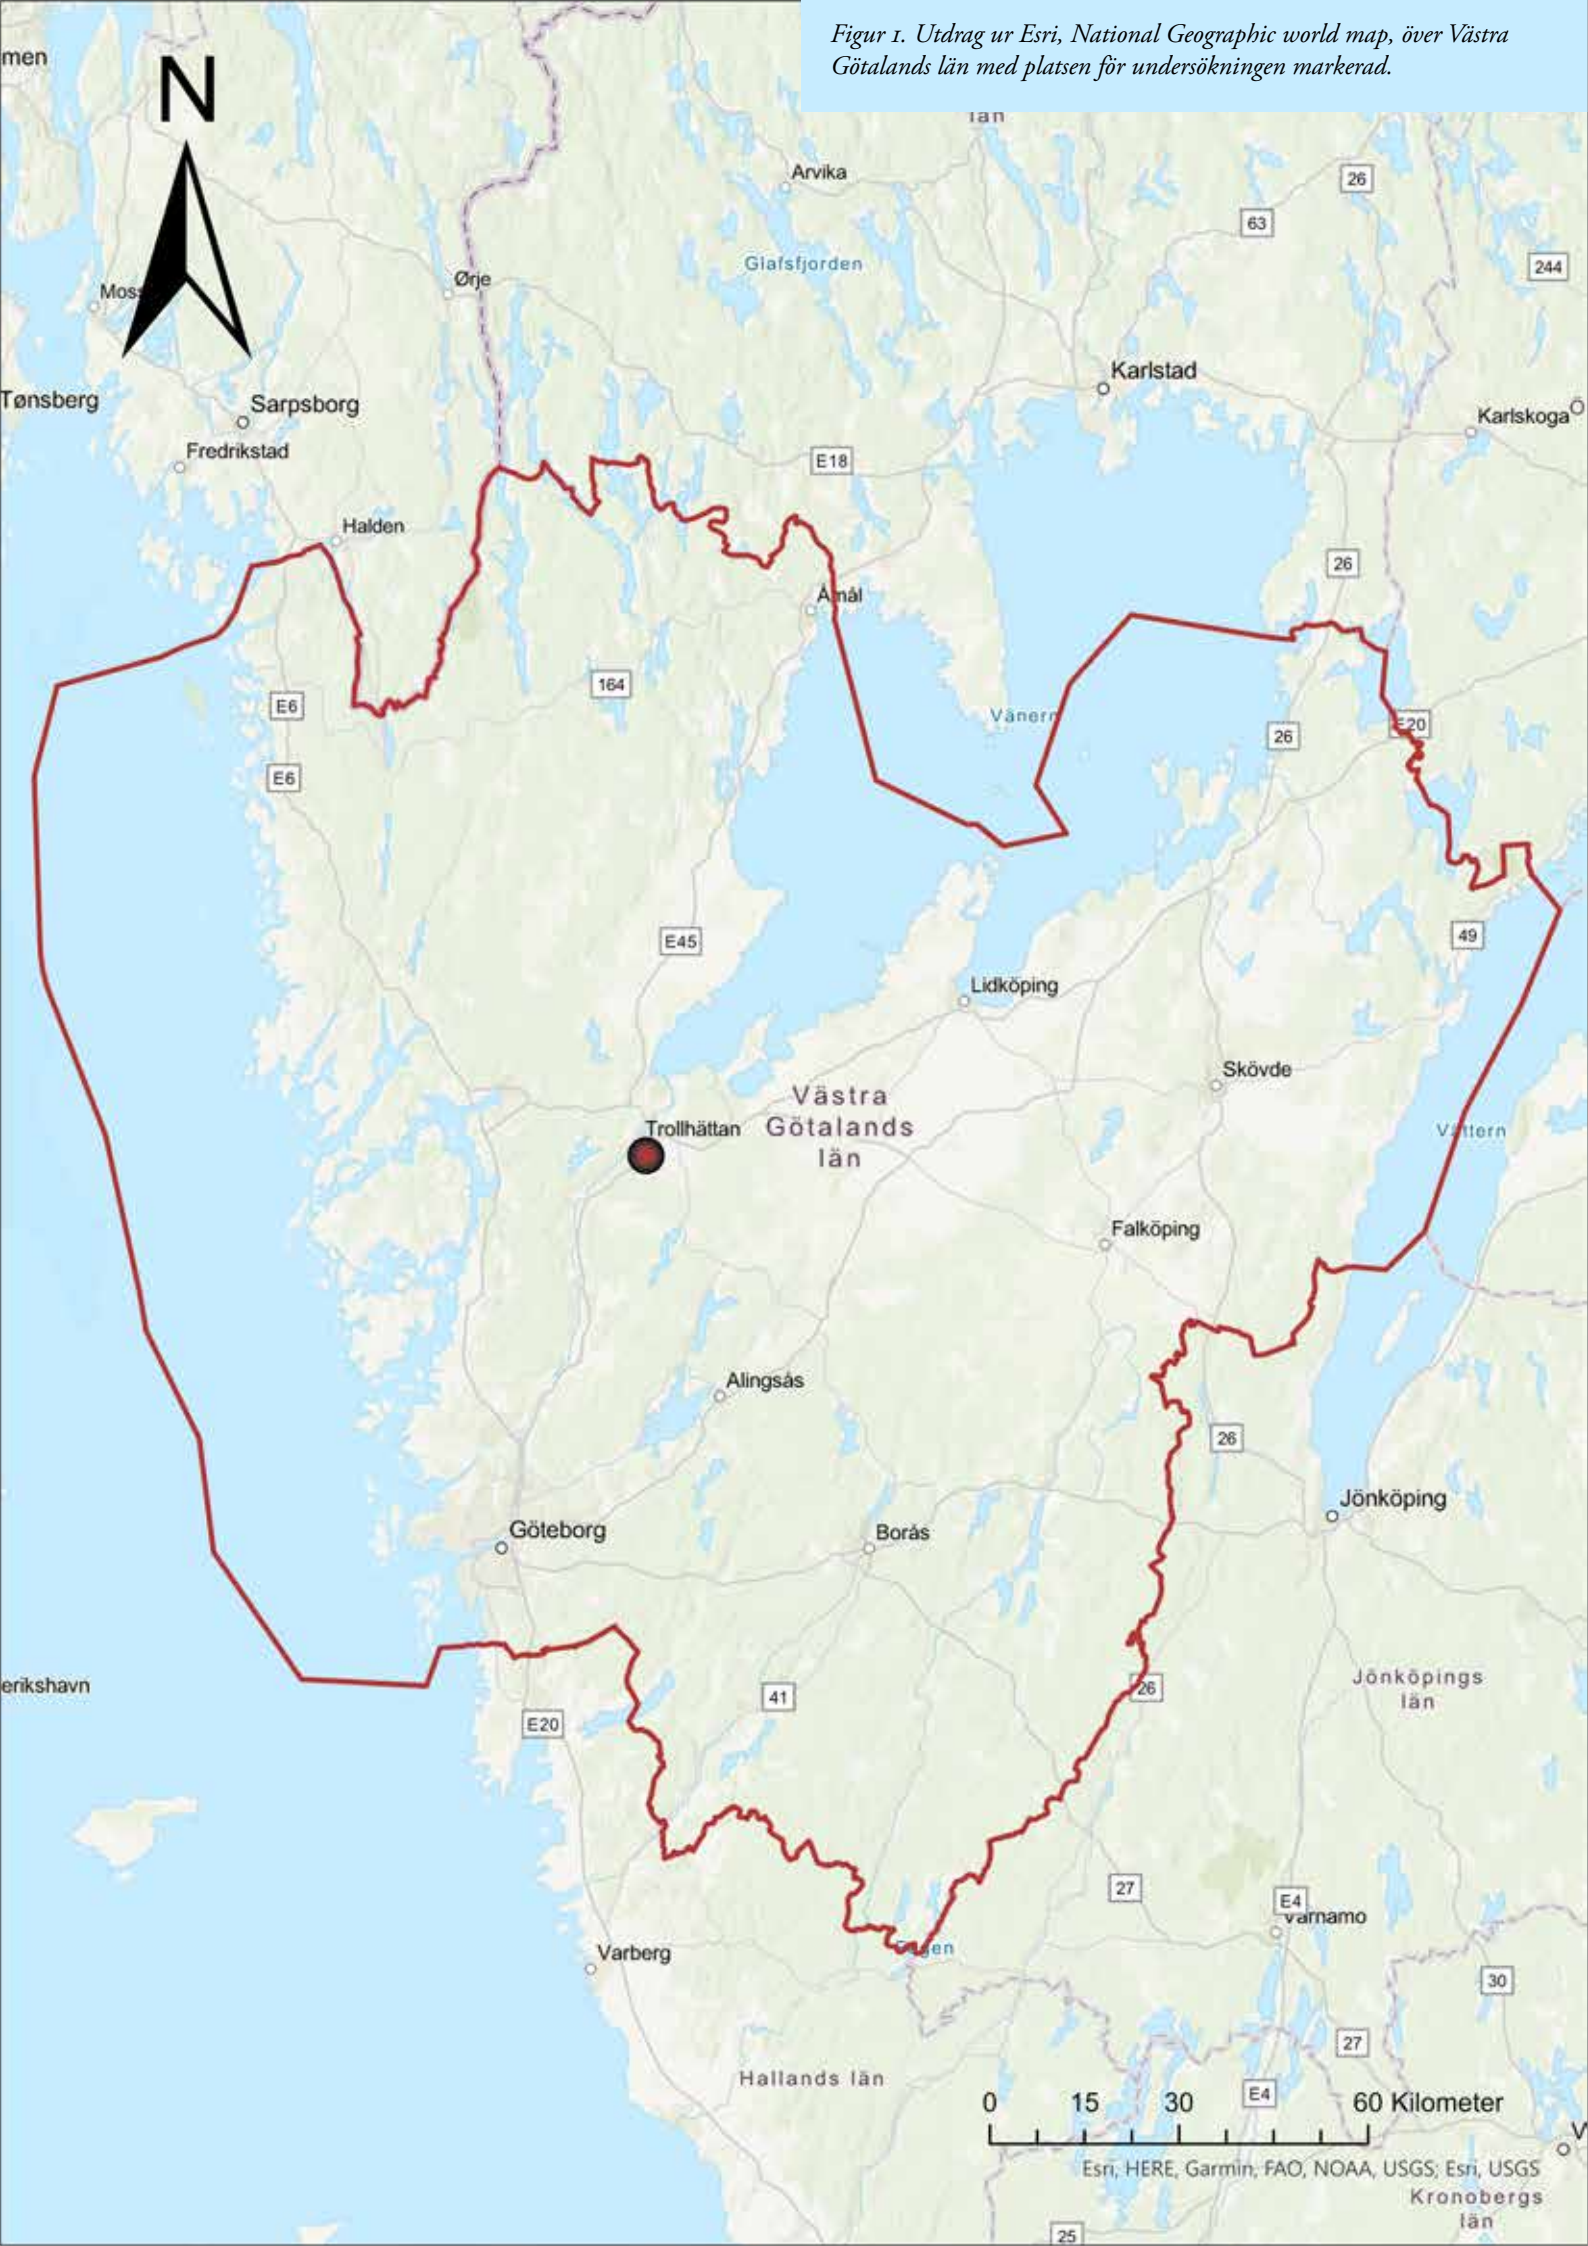 Figur 1. Utdrag ur Esri, National Geographic world map, över Västra
Götalands län med platsen för undersökningen markerad.
men
N
län
Arvika
26
63
Glafsfjorden
244
Ørje
Moss
Karlstad
Tønsberg
Sarpsborg
Karlskoga
Ö
Fredrikstad
E18
Halden
26
Åmål
164
E6
Vänern
E20
26
E6
E45
49
Lidköping
Skövde
Västra
Götalands
län
Trollhättan
Vättern
Falköping
Alingsås
26
Jönköping
Göteborg
Borås
Jönköpings
län
erikshavn
26
41
E20
27
E4
Värnamo
Fegen
Varberg
30
27
Hallands län
E4
0 15 30 60 Kilometer
V
Esri, HERE, Garmin, FAO, NOAA, USGS; Esri, USGS
Kronobergs
län
25